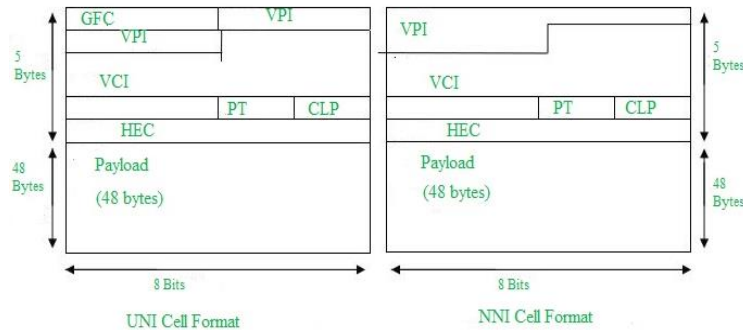 GFC VPI
VPI
VCI
PT CLP
HEC
Payload
(48 bytes)
5
Bytes
48
Bytes
8 Bits
UNI Cell Format
VPI
VCI
PT CLP
HEC
Payload
(48 bytes)
5
Bytes
48
Bytes
8 Bits
NNI Cell Format